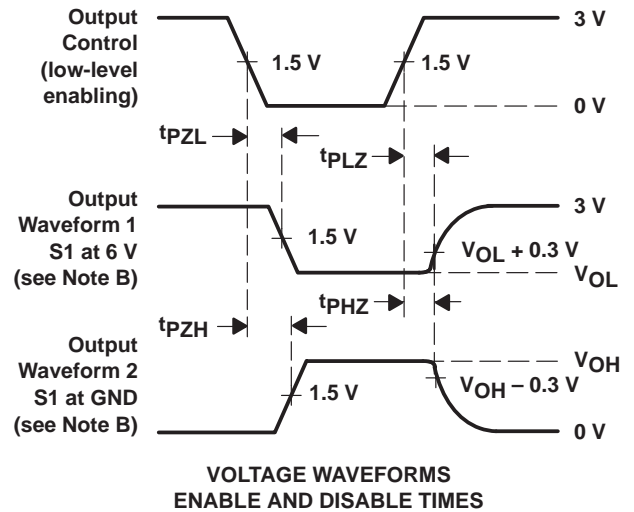 Output
Control
(low-level
enabling)
1.5 V
1.5 V
3 V
0 V
tPZL
tPLZ
Output
Waveform 1
S1 at 6 V
(see Note B)
1.5 V
3 V
VOL + 0.3 V
VOL
tPZH
tPHZ
Output
Waveform 2
S1 at GND
(see Note B)
1.5 V
VOH
VOH − 0.3 V
0 V
VOLTAGE WAVEFORMS
ENABLE AND DISABLE TIMES